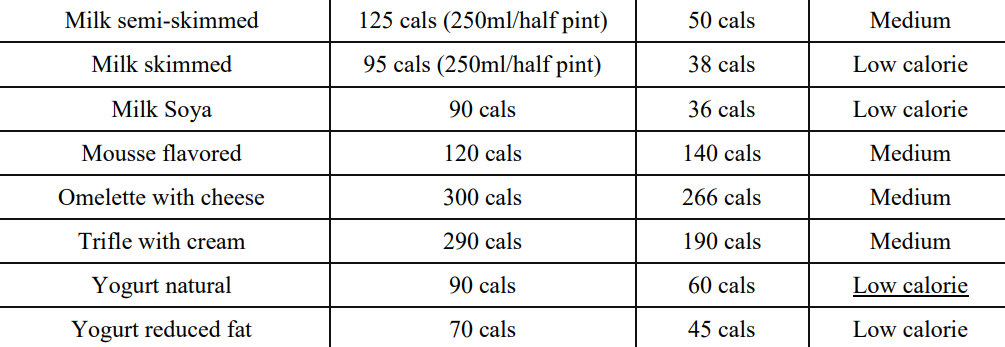 Milk semi-skimmed 125 cals (250ml/half pint) 50 cals Medium
Milk skimmed 95 cals (250ml/half pint) 38 cals Low calorie
Milk Soya 90 cals 36 cals Low calorie
Mousse flavored 120 cals 140 cals Medium
Omelette with cheese 300 cals 266 cals Medium
Trifle with cream 290 cals 190 cals Medium
Yogurt natural 90 cals 60 cals Low calorie
Yogurt reduced fat 70 cals 45 cals Low calorie